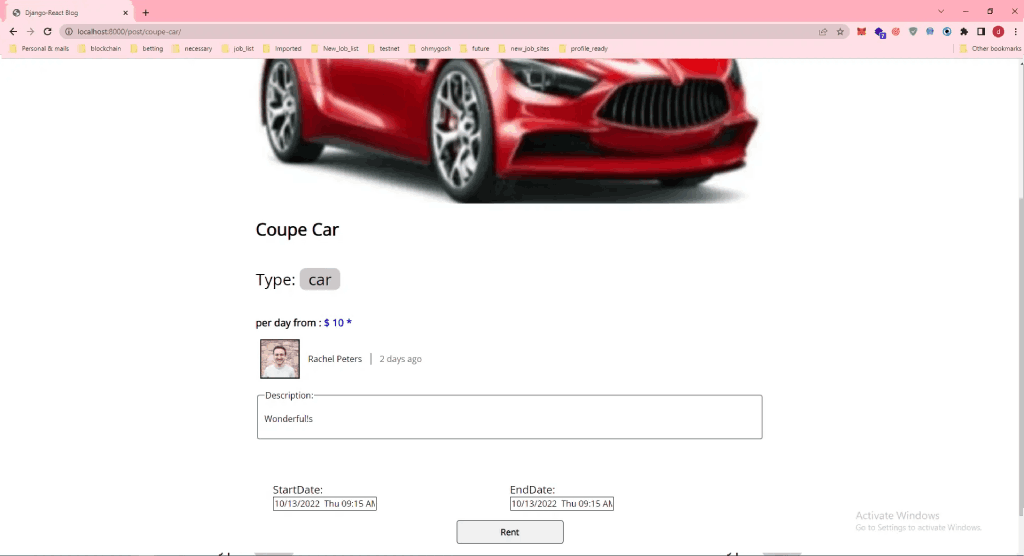 Django-React Blog
localhost:8000/post/coupe-car/
Personal & mails blockchain betting necessary job_list Imported New_Job_list testnet ohmygosh future new_job_sites profile_ready Other bookmarks
Coupe Car
Type: car
per day from : $ 10 *
Rachel Peters | 2 days ago
Description:
Wonderful!s
StartDate: EndDate:
10/13/2022 Thu 09:15 AM 10/13/2022 Thu 09:15 AM
Rent
Activate Windows
Go to Settings to activate Windows.